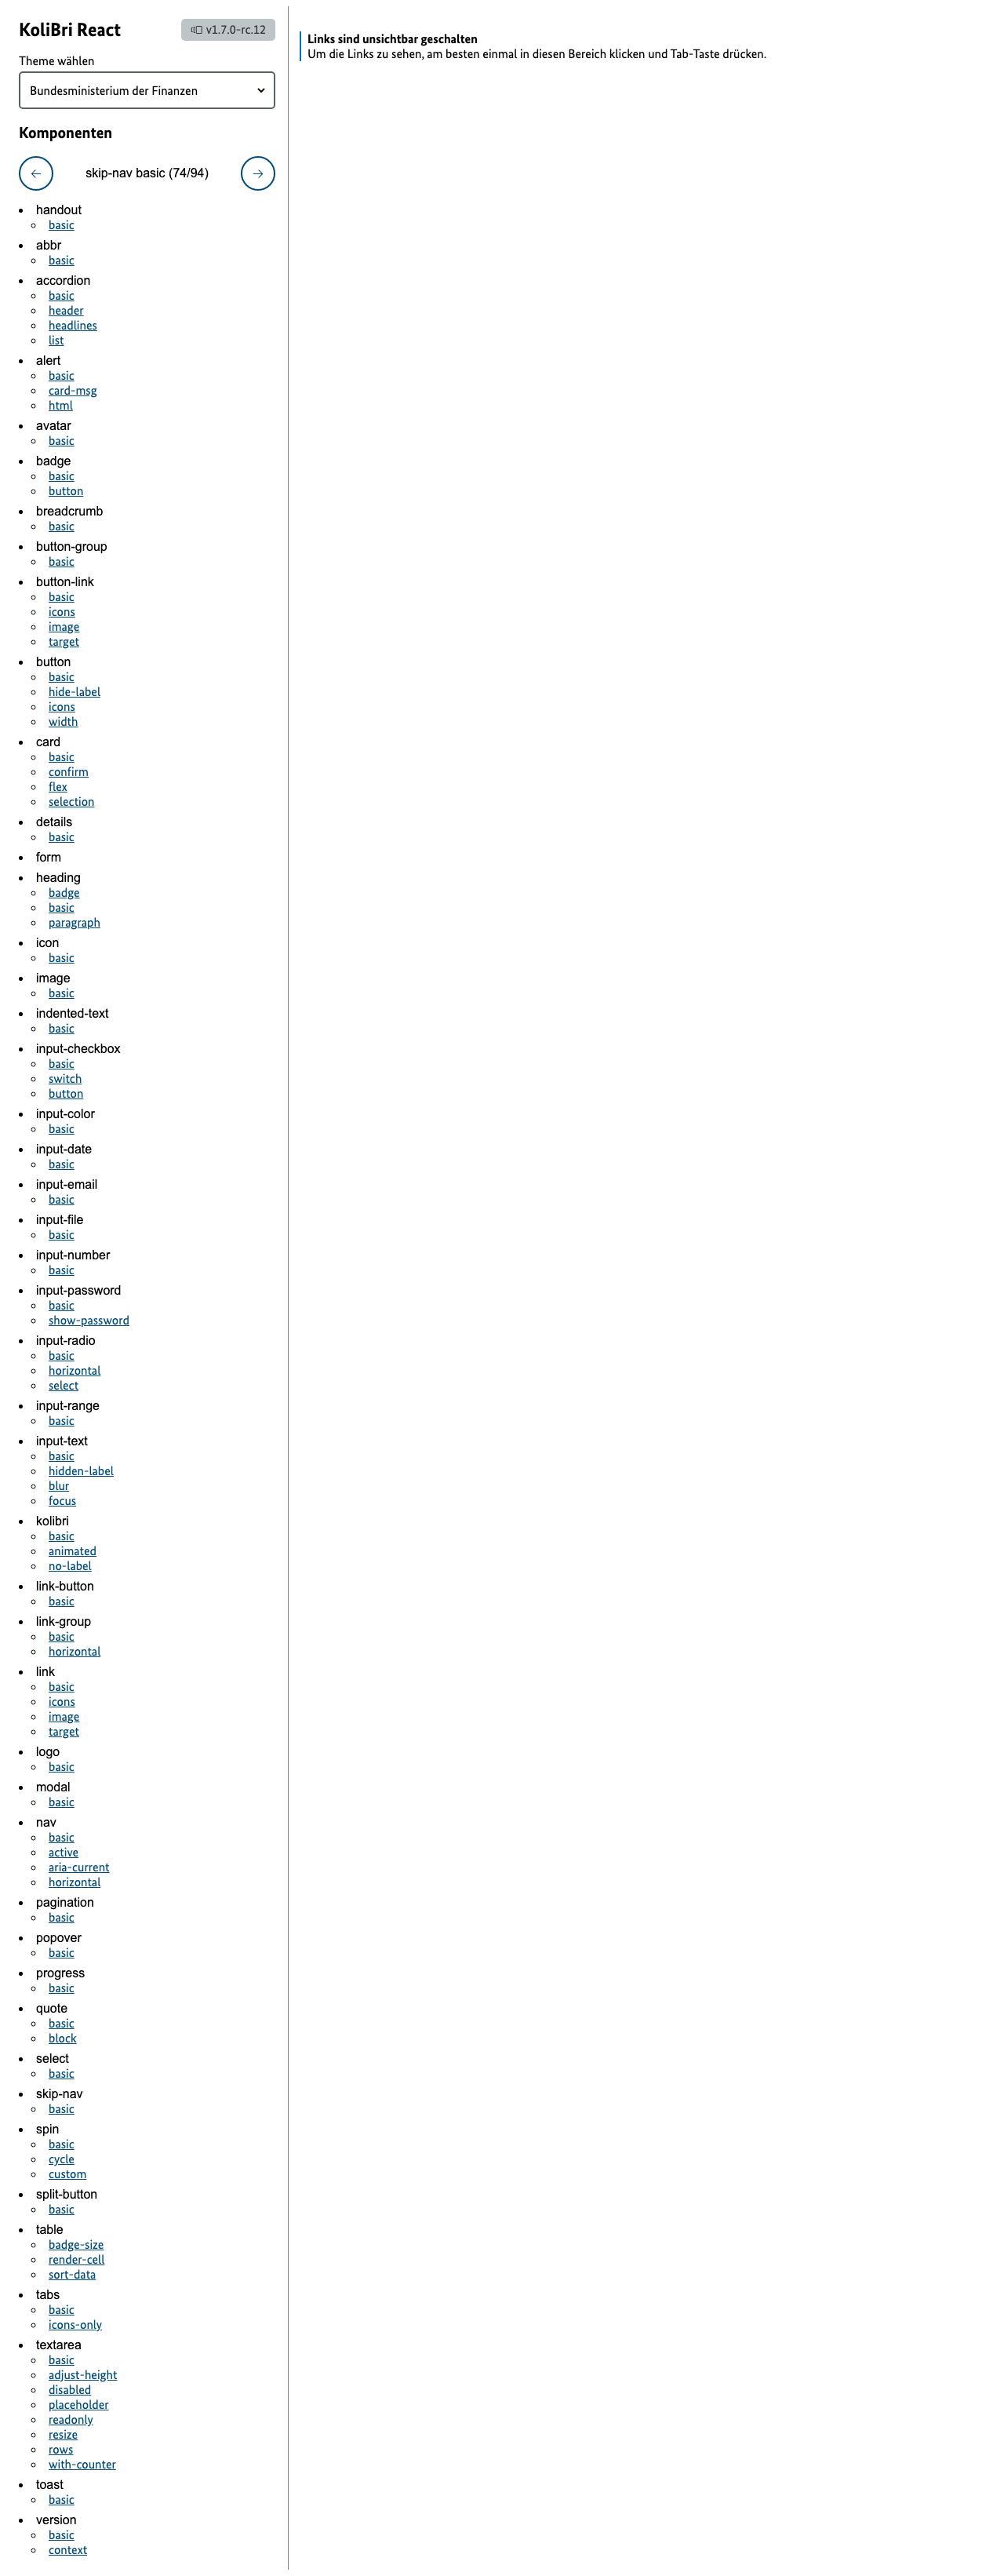 KoliBri React
v1.7.0-rc.12
Theme wählen
Bundesministerium der Finanzen
Komponenten
skip-nav basic (74/94)
handout
basic
abbr
basic
accordion
basic
header
headlines
list
alert
basic
card-msg
html
avatar
basic
badge
basic
button
breadcrumb
basic
button-group
basic
button-link
basic
icons
image
target
button
basic
hide-label
icons
width
card
basic
confirm
flex
selection
details
basic
form
heading
badge
basic
paragraph
icon
basic
image
basic
indented-text
basic
input-checkbox
basic
switch
button
input-color
basic
input-date
basic
input-email
basic
input-file
basic
input-number
basic
input-password
basic
show-password
input-radio
basic
horizontal
select
input-range
basic
input-text
basic
hidden-label
blur
focus
kolibri
basic
animated
no-label
link-button
basic
link-group
basic
horizontal
link
basic
icons
image
target
logo
basic
modal
basic
nav
basic
active
aria-current
horizontal
pagination
basic
popover
basic
progress
basic
quote
basic
block
select
basic
skip-nav
basic
spin
basic
cycle
custom
split-button
basic
table
badge-size
render-cell
sort-data
tabs
basic
icons-only
textarea
basic
adjust-height
disabled
placeholder
readonly
resize
rows
with-counter
toast
basic
version
basic
context
Links sind unsichtbar geschalten
Um die Links zu sehen, am besten einmal in diesen Bereich klicken und Tab-Taste drücken.